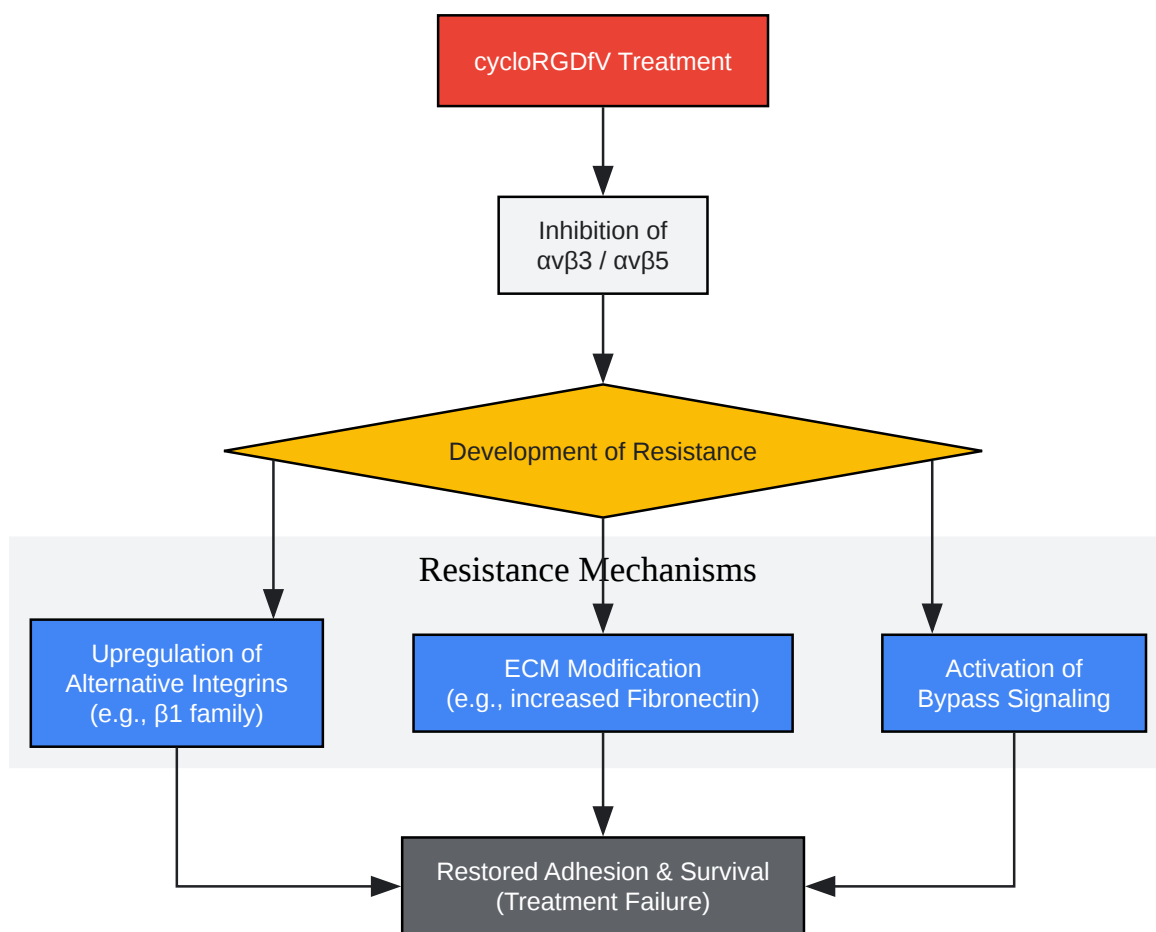 cycloRGDfV Treatment
Inhibition of
αvβ3 / αvβ5
Development of Resistance
Resistance Mechanisms
Upregulation of
Alternative Integrins
(e.g., β1 family)
ECM Modification
(e.g., increased Fibronectin)
Activation of
Bypass Signaling
Restored Adhesion & Survival
(Treatment Failure)